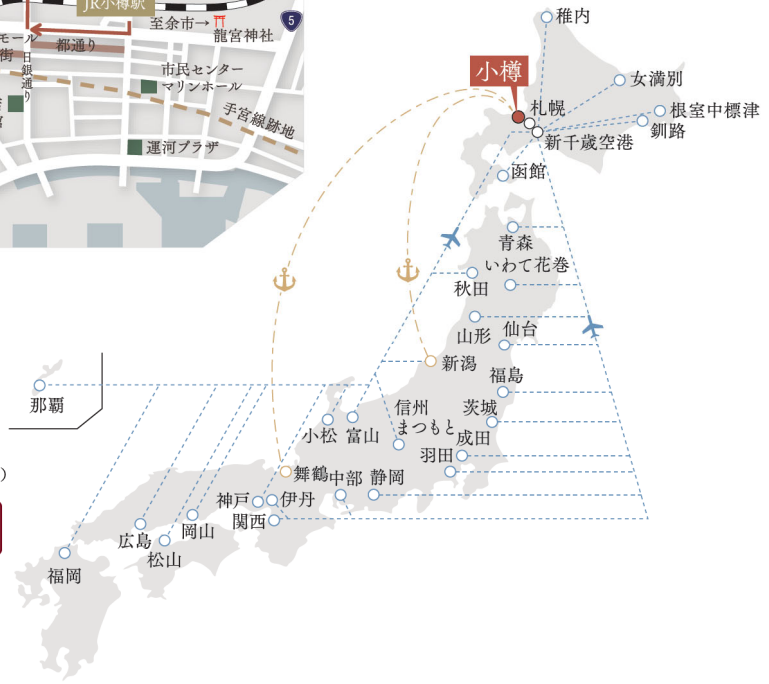 JR小樽駅
至余市→
龍宮神社
5
モール
都通り
街
日銀通り
市民センター
マリンホール
手宮線跡地
運河プラザ
稚内
小樽
女満別
札幌
根室中標津
釧路
新千歳空港
函館
青森
いわて花巻
秋田
山形
仙台
新潟
福島
那覇
信州
まつもと
茨城
小松
富山
成田
羽田
舞鶴
中部
静岡
神戸
伊丹
関西
広島
岡山
松山
福岡
)